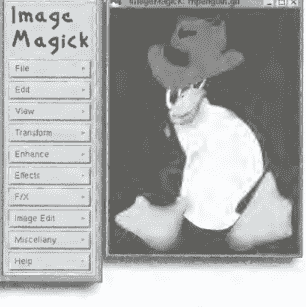 Image
Magick
File
Edit
View
Transform
Enhance
Effects
F/X
Image Edit
Miscellany
Help